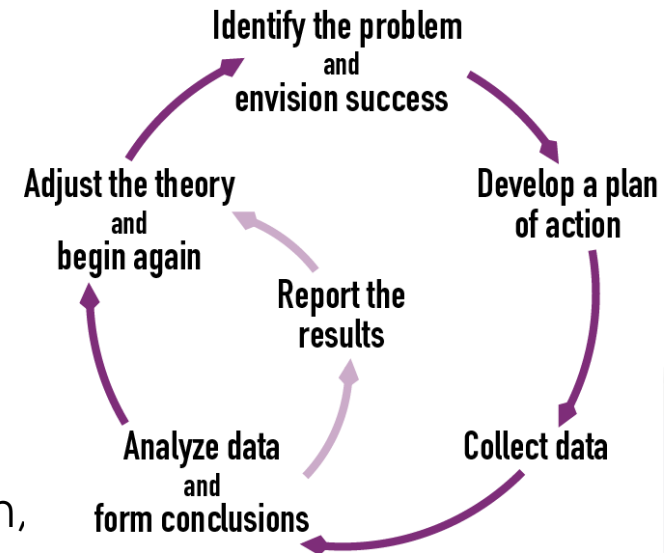 Identify the problem
and
envision success
Develop a plan
of action
Collect data
Analyze data
and
form conclusions
Report the
results
Adjust the theory
and
begin again
n,